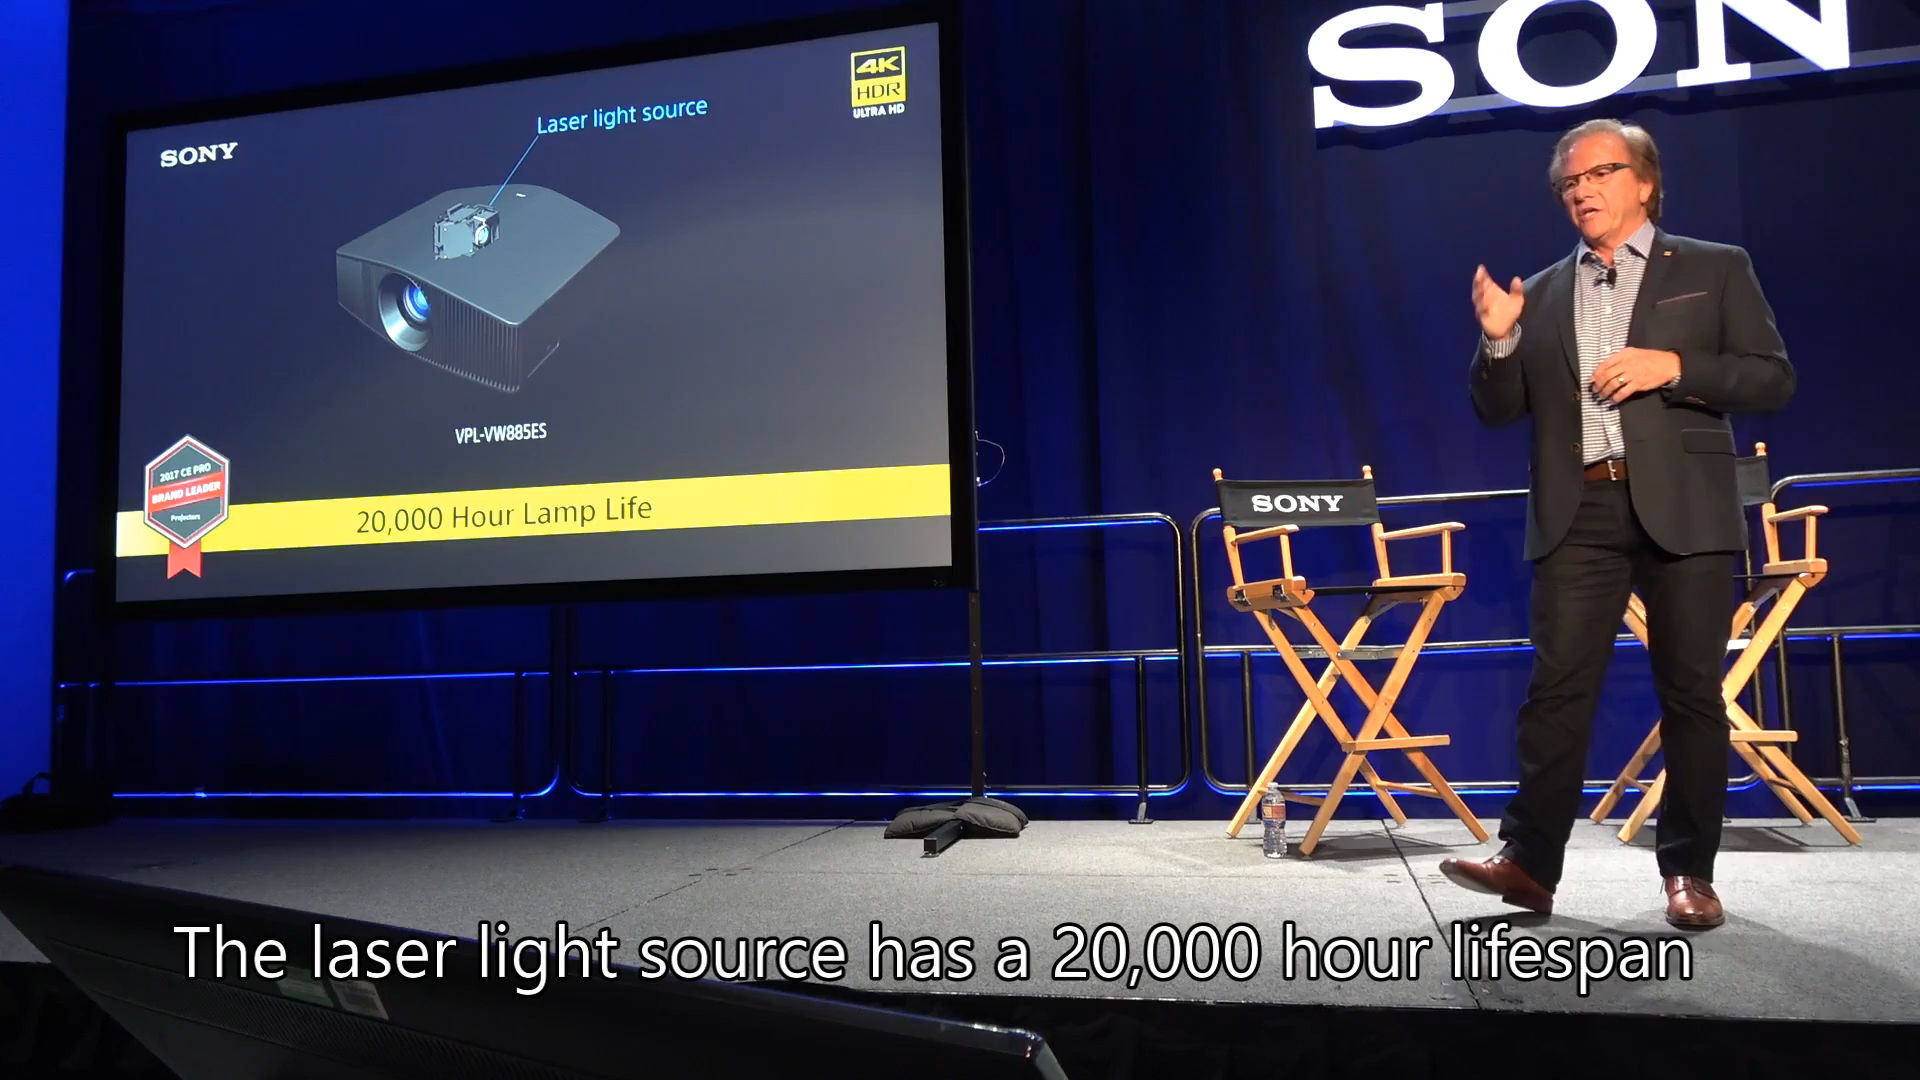 SON
4K
HDR
ULTRA HD
Laser light source
SONY
VPL-VW885ES
2017 CE PRO
BRAND LEADER
Projectors
20,000 Hour Lamp Life
SONY
The laser light source has a 20,000 hour lifespan